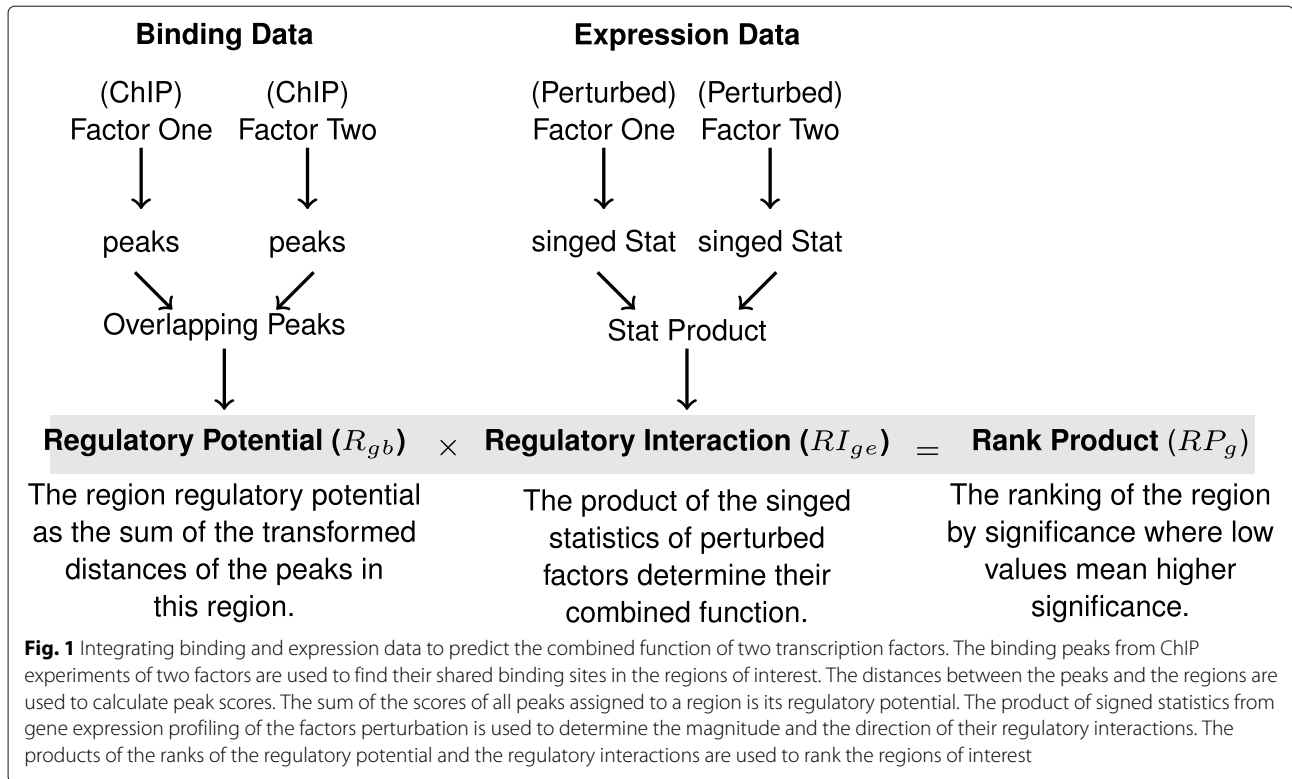 Binding Data
Expression Data
(ChIP) (ChIP)
Factor One Factor Two
(Perturbed) (Perturbed)
Factor One Factor Two
peaks peaks
singed Stat singed Stat
Overlapping Peaks
Stat Product
Regulatory Potential (R_gb) × Regulatory Interaction (RI_ge) = Rank Product (RP_g)
The region regulatory potential
as the sum of the transformed
distances of the peaks in
this region.
The product of the singed
statistics of perturbed
factors determine their
combined function.
The ranking of the region
by significance where low
values mean higher
significance.
Fig. 1 Integrating binding and expression data to predict the combined function of two transcription factors. The binding peaks from ChIP
experiments of two factors are used to find their shared binding sites in the regions of interest. The distances between the peaks and the regions are
used to calculate peak scores. The sum of the scores of all peaks assigned to a region is its regulatory potential. The product of signed statistics from
gene expression profiling of the factors perturbation is used to determine the magnitude and the direction of their regulatory interactions. The
products of the ranks of the regulatory potential and the regulatory interactions are used to rank the regions of interest